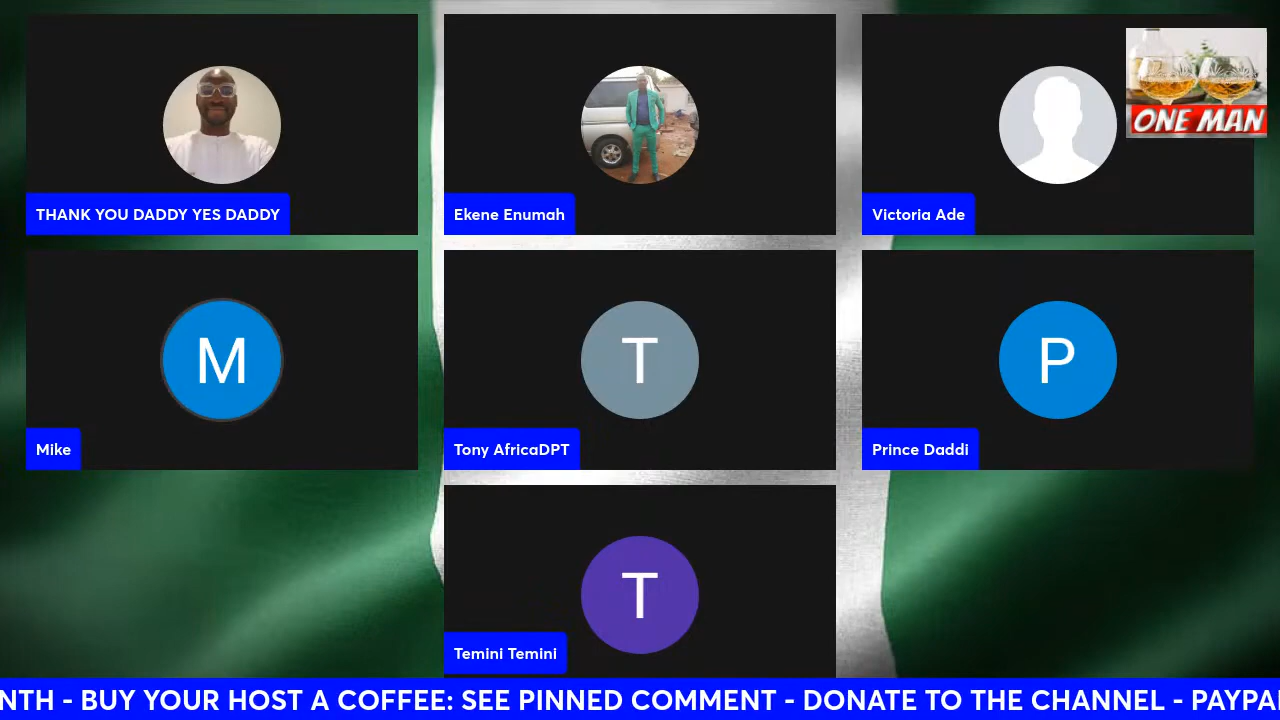 THANK YOU DADDY YES DADDY
Ekene Enumah
Victoria Ade
ONE MAN
M
Mike
T
Tony AfricaDPT
P
Prince Daddi
T
Temini Temini
NTH - BUY YOUR HOST A COFFEE: SEE PINNED COMMENT - DONATE TO THE CHANNEL - PAYPA